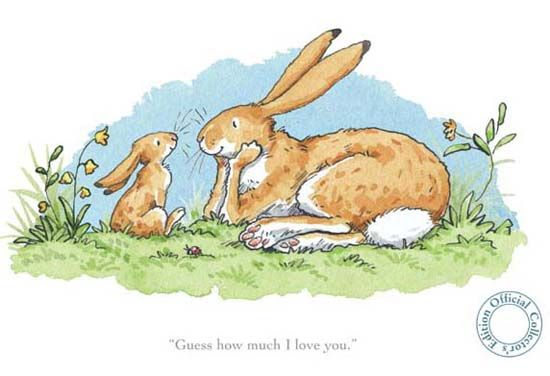 "Guess how much I love you."
Official Collector's Edition